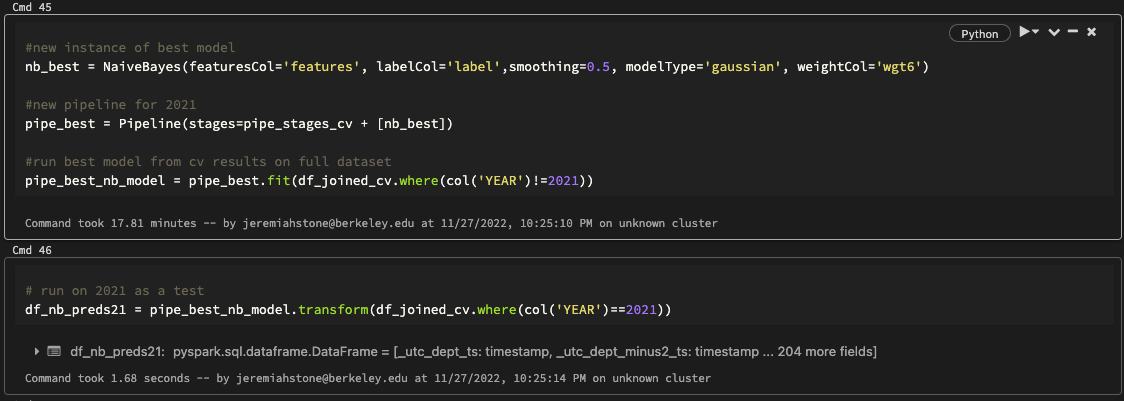 Cmd 45
Python
#new instance of best model
nb_best = NaiveBayes(featuresCol='features', labelCol='label',smoothing=0.5, modelType='gaussian', weightCol='wgt6')
#new pipeline for 2021
pipe_best = Pipeline(stages=pipe_stages_cv + [nb_best])
#run best model from cv results on full dataset
pipe_best_nb_model = pipe_best.fit(df_joined_cv.where(col('YEAR')!=2021))
Command took 17.81 minutes -- by jeremiahstone@berkeley.edu at 11/27/2022, 10:25:10 PM on unknown cluster
Cmd 46
# run on 2021 as a test
df_nb_preds21 = pipe_best_nb_model.transform(df_joined_cv.where(col('YEAR')==2021))
df_nb_preds21: pyspark.sql.dataframe.DataFrame = [_utc_dept_ts: timestamp, _utc_dept_minus2_ts: timestamp ... 204 more fields]
Command took 1.68 seconds -- by jeremiahstone@berkeley.edu at 11/27/2022, 10:25:14 PM on unknown cluster